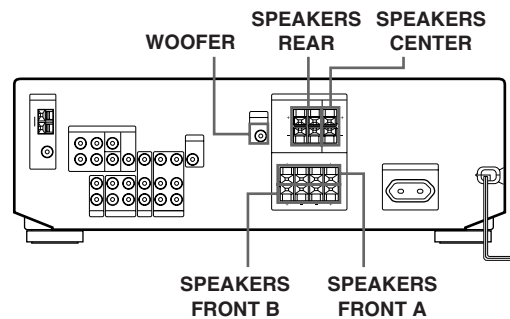 WOOFER
SPEAKERS
REAR
SPEAKERS
CENTER
SPEAKERS
FRONT B
SPEAKERS
FRONT A